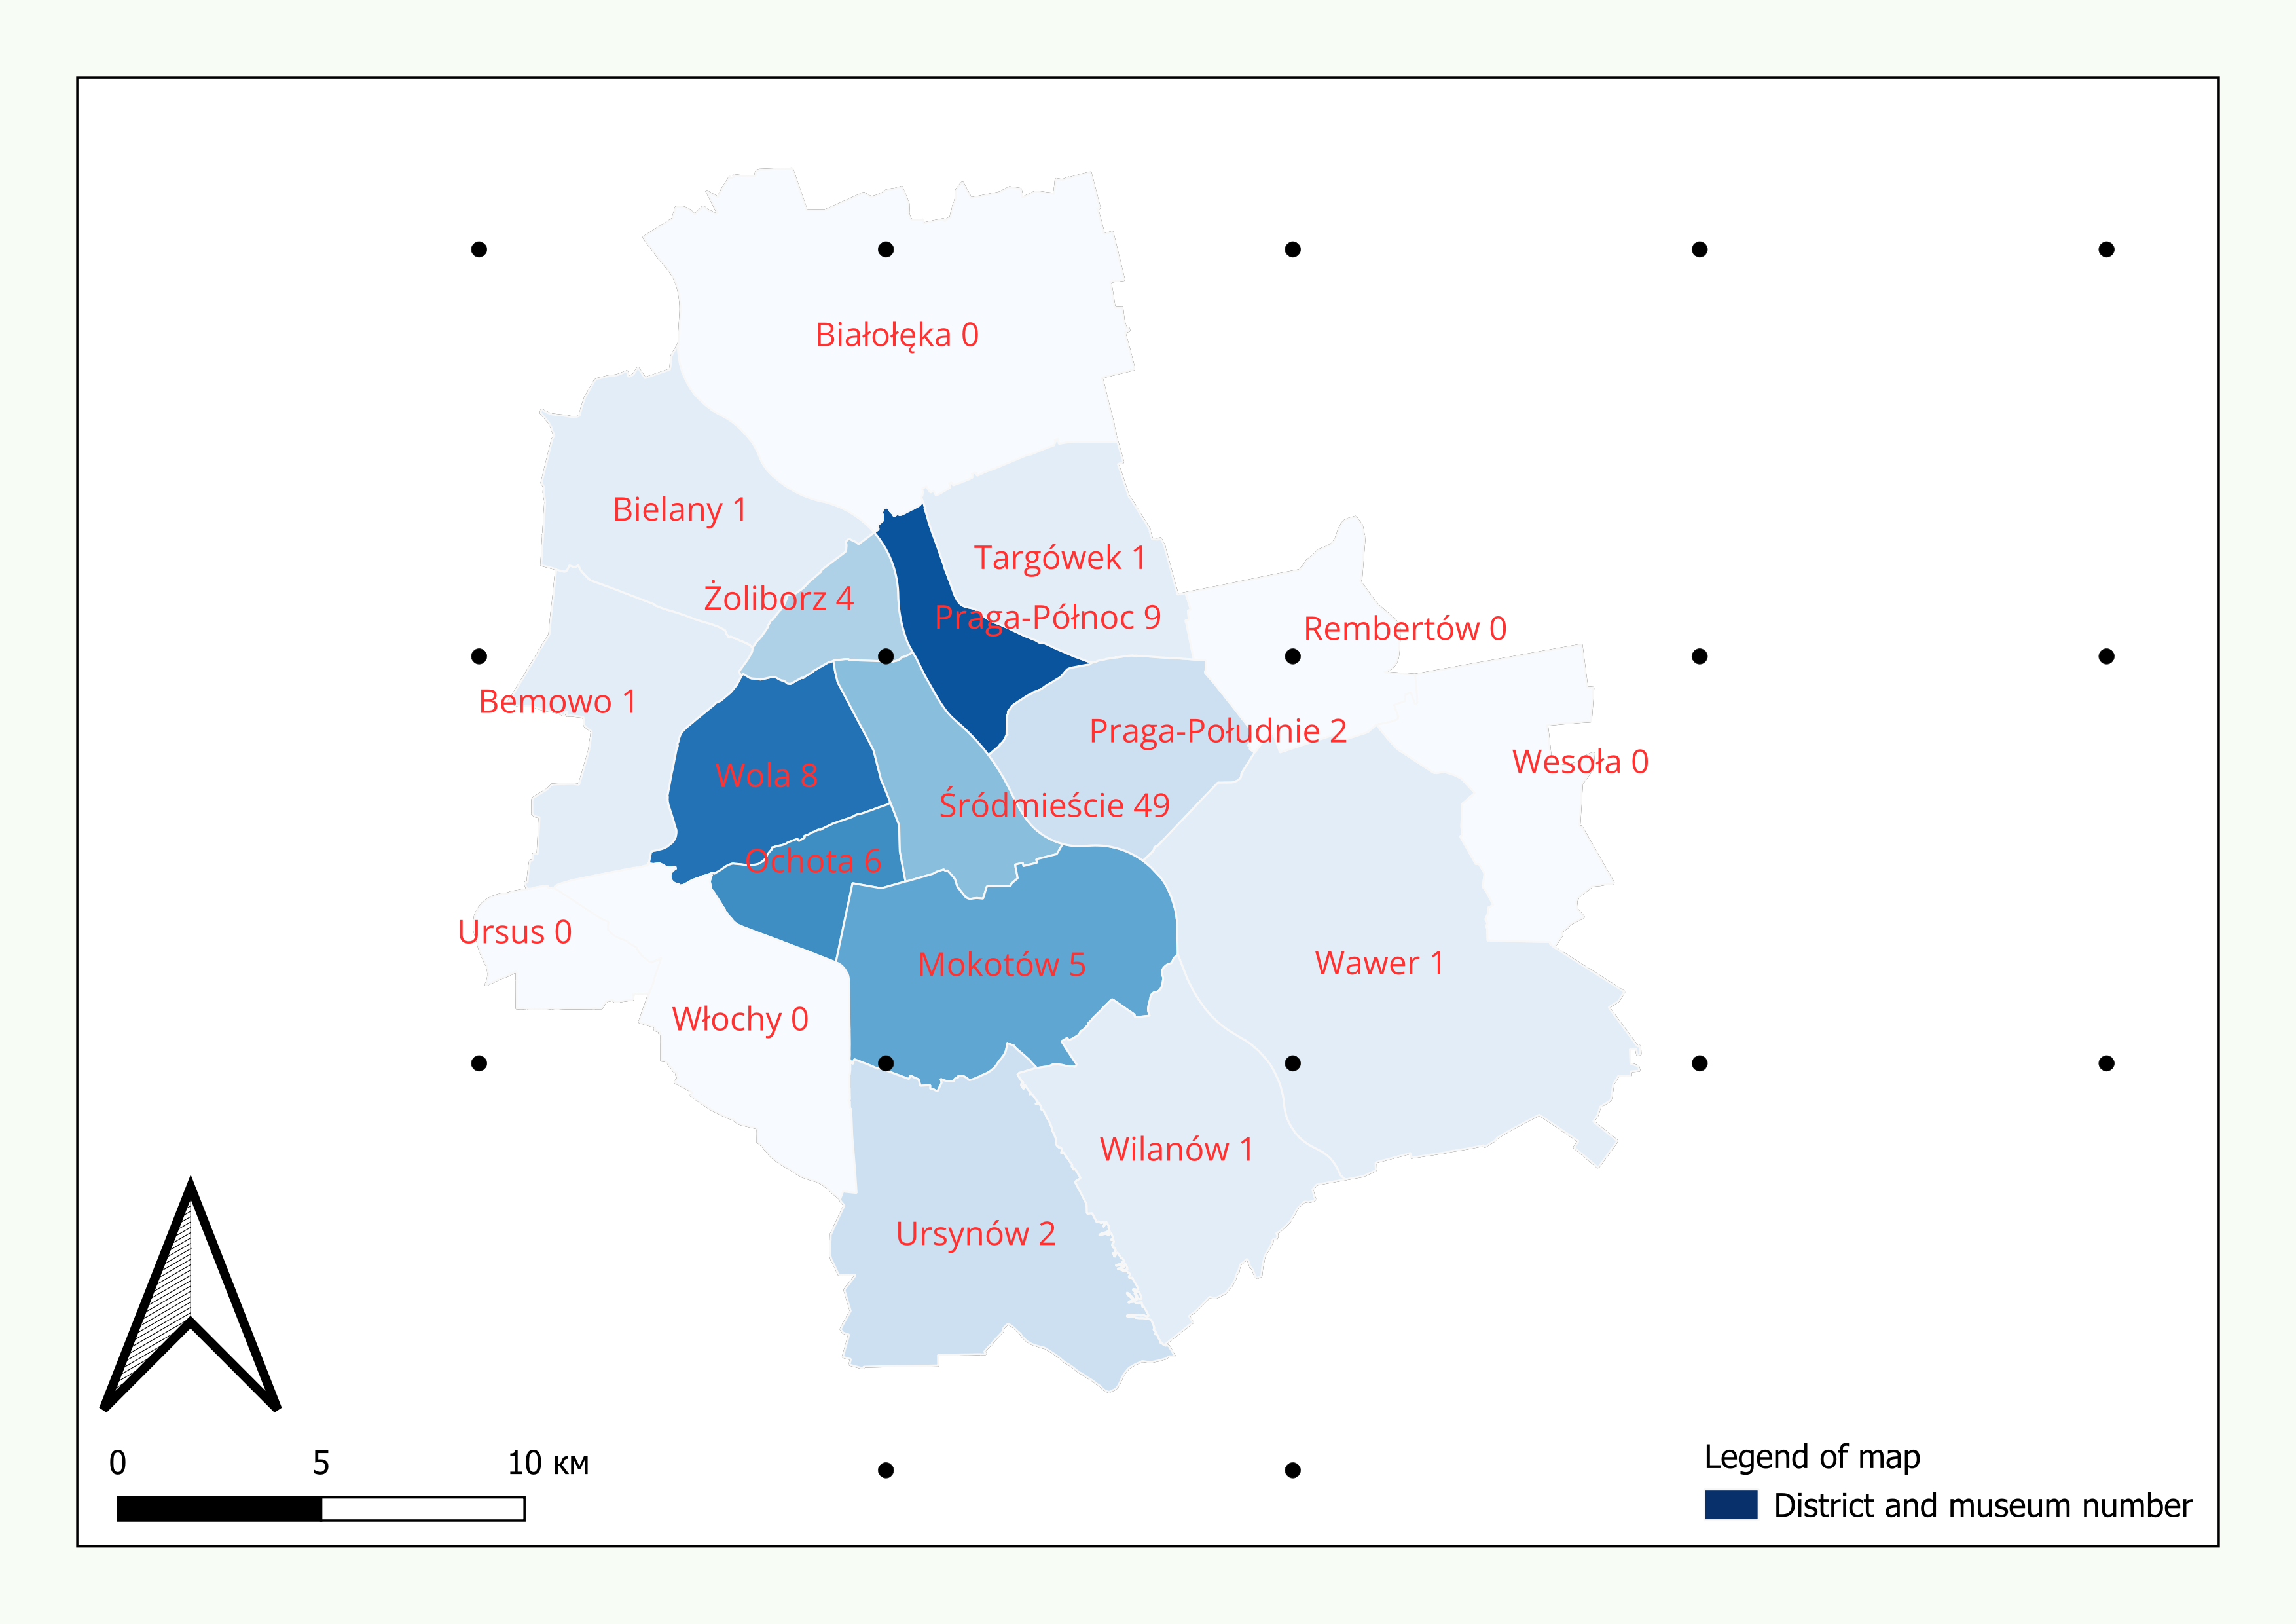 Białołęka 0
Bielany 1
Targówek 1
Żoliborz 4
Praga-Północ 9
Rembertów 0
Bemowo 1
Praga-Południe 2
Wesoła 0
Wola 8
Śródmieście 49
Ochota 6
Ursus 0
Mokotów 5
Wawer 1
Włochy 0
Wilanów 1
Ursynów 2
0 5 10 км
Legend of map
District and museum number